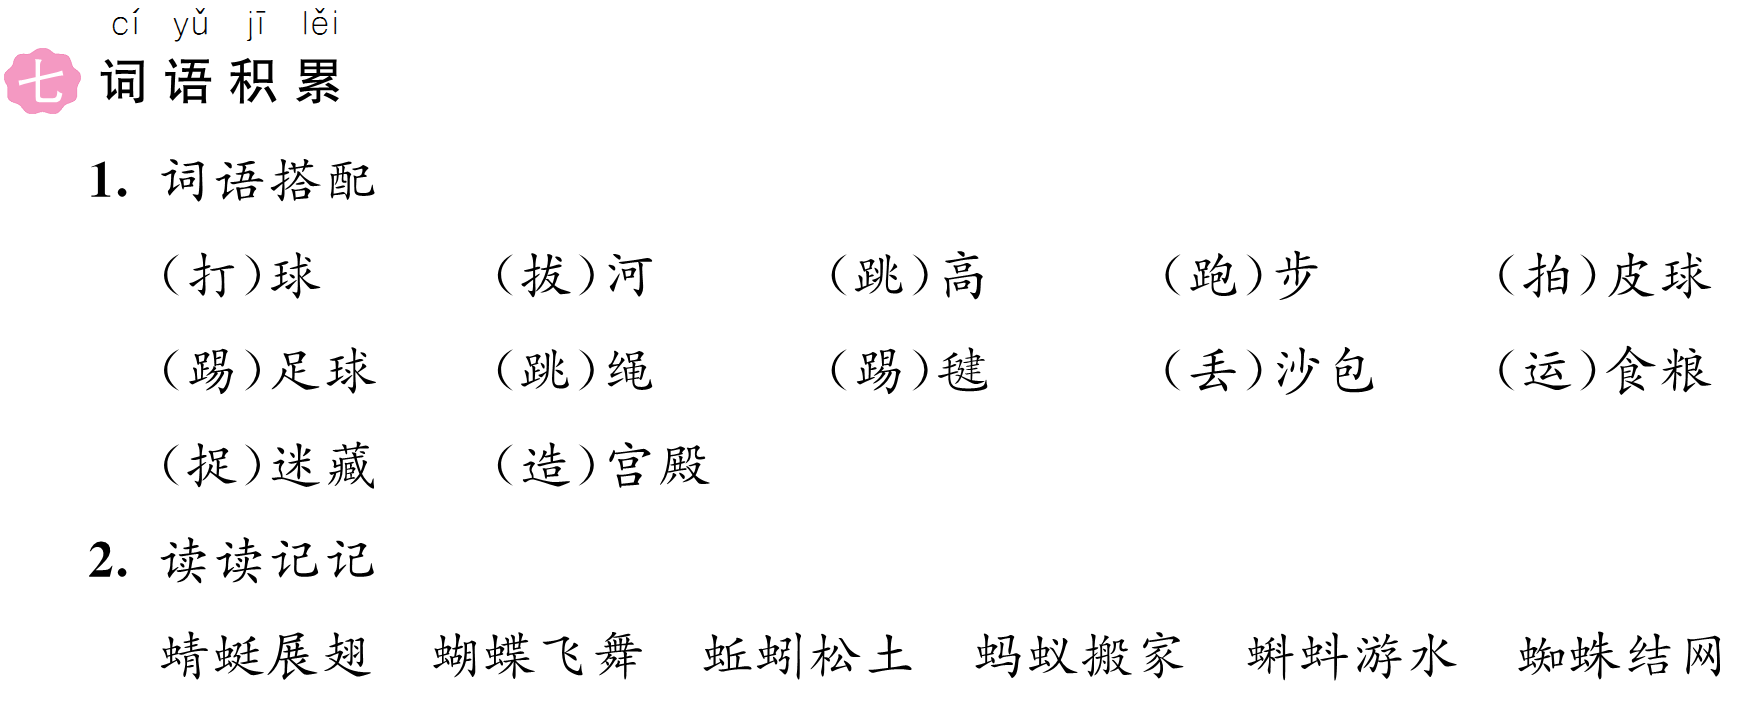 cí yǔ jī lěi
七 词语积累
1. 词语搭配
（打）球 （拔）河 （跳）高 （跑）步 （拍）皮球
（踢）足球 （跳）绳 （踢）毽 （丢）沙包 （运）食粮
（捉）迷藏 （造）宫殿
2. 读读记记
蜻蜓展翅 蝴蝶飞舞 蚯蚓松土 蚂蚁搬家 蝌蚪游水 蜘蛛结网